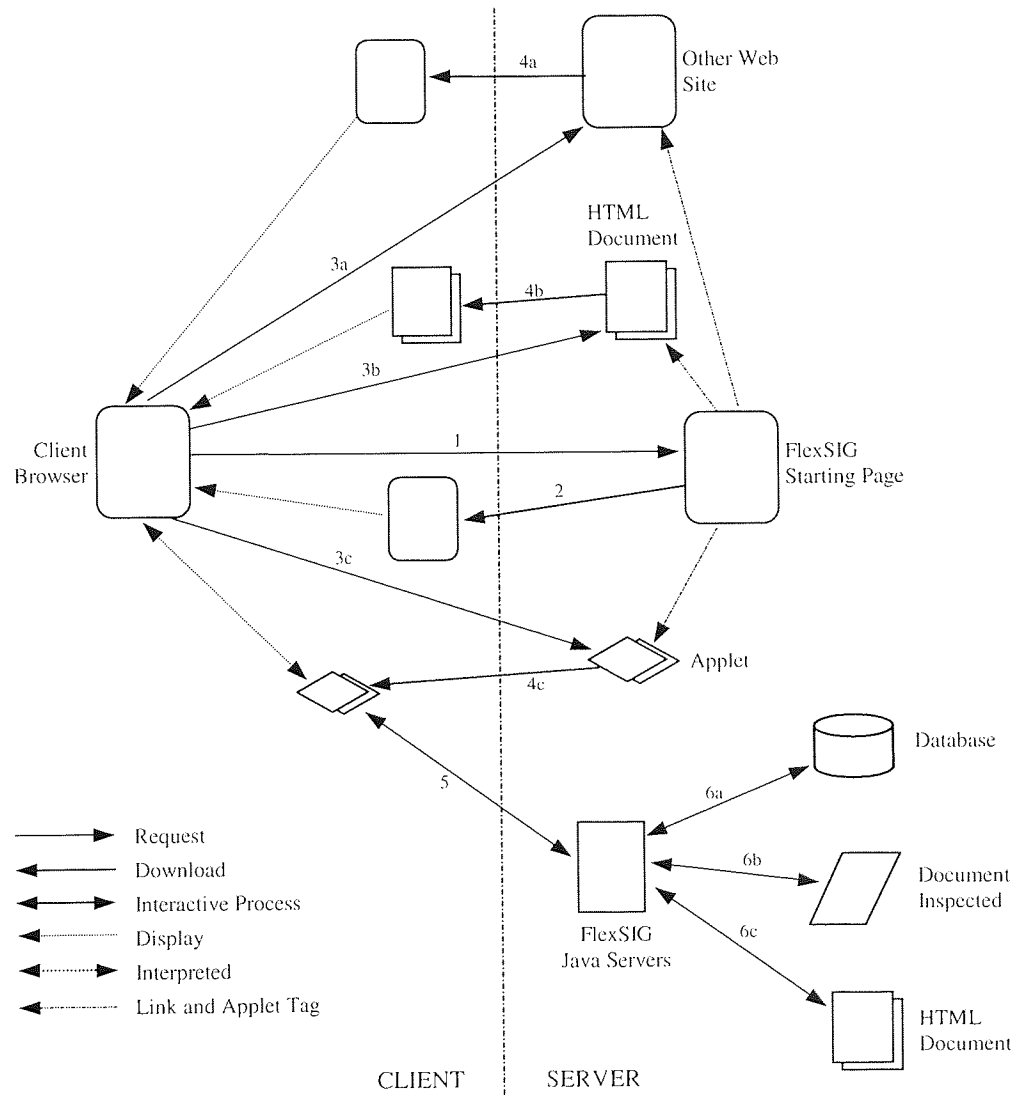 4a
Other Web
Site
HTML
Document
3a
4b
3b
Client
Browser
1
FlexSIG
Starting Page
2
3c
Applet
4c
Database
5
6a
Request
Download
Interactive Process
Display
Interpreted
Link and Applet Tag
6b
Document
Inspected
6c
FlexSIG
Java Servers
HTML
Document
CLIENT
SERVER